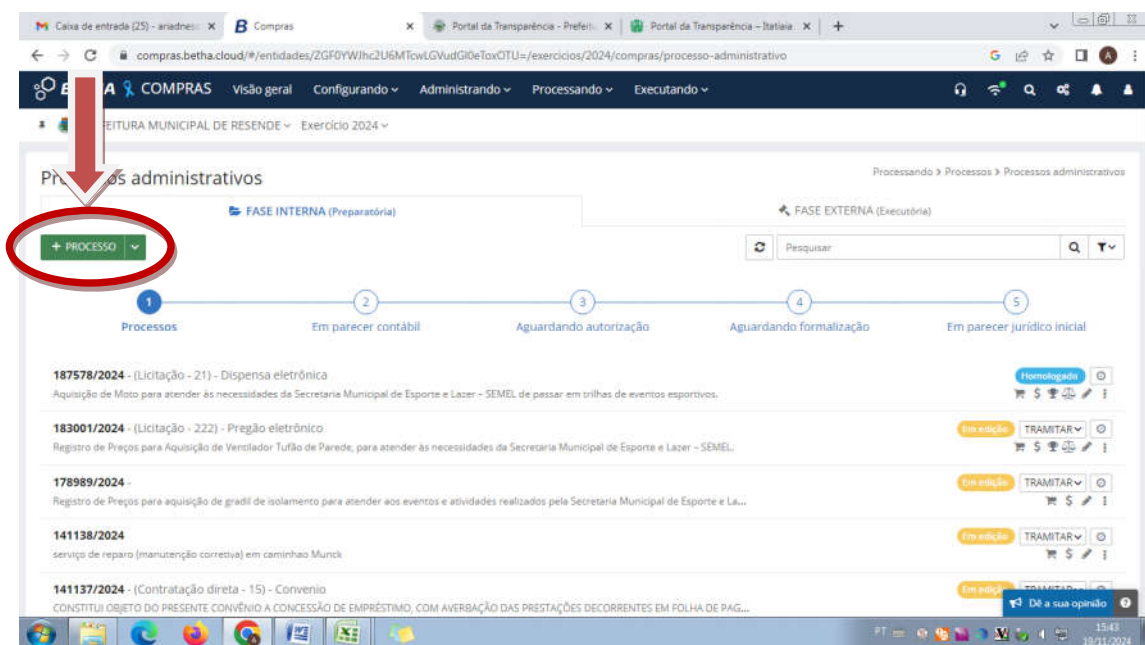 Caixa de entrada (25) - ariadnes
Compras
Portal da Transparência - Prefeitu
Portal da Transparência – Itatiaia
compras.betha.cloud/#/entidades/ZGF0YWJhc2U6MTcwLGVudGl0eToxOTU=/exercicios/2024/compras/processo-administrativo
A COMPRAS Visão geral Configurando Administrando Processando Executando
FEITURA MUNICIPAL DE RESENDE Exercício 2024
os administrativos
Processando > Processos > Processos administrativos
FASE INTERNA (Preparatória)
FASE EXTERNA (Executória)
+ PROCESSO
Pesquisar
1 2 3 4 5
Processos Em parecer contábil Aguardando autorização Aguardando formalização Em parecer jurídico inicial
187578/2024 - (Licitação - 21) - Dispensa eletrônica
Homologado
Aquisição de Moto para atender às necessidades da Secretaria Municipal de Esporte e Lazer – SEMEL de passar em trilhas de eventos esportivos.
183001/2024 - (Licitação - 222) - Pregão eletrônico
Em edição TRAMITAR
Registro de Preços para Aquisição de Ventilador Tufão de Parede, para atender às necessidades da Secretaria Municipal de Esporte e Lazer – SEMEL.
178989/2024 -
Em edição TRAMITAR
Registro de Preços para aquisição de gradil de isolamento para atender aos eventos e atividades realizados pela Secretaria Municipal de Esporte e La...
141138/2024
Em edição TRAMITAR
serviço de reparo (manutenção corretiva) em caminhao Munck
141137/2024 - (Contratação direta - 15) - Convenio
Em edição TRAMITAR
CONSTITUI OBJETO DO PRESENTE CONVÊNIO A CONCESSÃO DE EMPRÉSTIMO, COM AVERBAÇÃO DAS PRESTAÇÕES DECORRENTES EM FOLHA DE PAG...
Dê a sua opinião
PT
15:43
19/11/2024